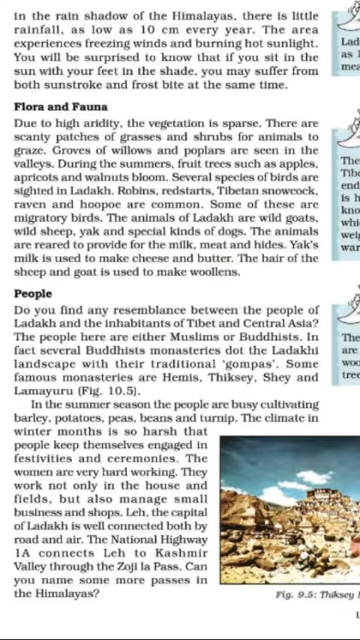 in the rain shadow of the Himalayas, there is little
rainfall, as low as 10 cm every year. The area
experiences freezing winds and burning hot sunlight.
You will be surprised to know that if you sit in the
sun with your feet in the shade, you may suffer from
both sunstroke and frost bite at the same time.
Flora and Fauna
Due to high aridity, the vegetation is sparse. There are
scanty patches of grasses and shrubs for animals to
graze. Groves of willows and poplars are seen in the
valleys. During the summers, fruit trees such as apples,
apricots and walnuts bloom. Several species of birds are
sighted in Ladakh. Robins, redstarts, Tibetan snowcock,
raven and hoopoe are common. Some of these are
migratory birds. The animals of Ladakh are wild goats,
wild sheep, yak and special kinds of dogs. The animals
are reared to provide for the milk, meat and hides. Yak's
milk is used to make cheese and butter. The hair of the
sheep and goat is used to make woollens.
People
Do you find any resemblance between the people of
Ladakh and the inhabitants of Tibet and Central Asia?
The people here are either Muslims or Buddhists. In
fact several Buddhists monasteries dot the Ladakhi
landscape with their traditional 'gompas'. Some
famous monasteries are Hemis, Thiksey, Shey and
Lamayuru (Fig. 10.5).
In the summer season the people are busy cultivating
barley, potatoes, peas, beans and turnip. The climate in
winter months is so harsh that
people keep themselves engaged in
festivities and ceremonies. The
women are very hard working. They
work not only in the house and
fields, but also manage small
business and shops. Leh, the capital
of Ladakh is well connected both by
road and air. The National Highway
1A connects Leh to Kashmir
Valley through the Zoji la Pass. Can
you name some more passes in
the Himalayas?
Fig. 9.5: Thiksey
Lad
as
mea
The
Tibe
end
is h
kno
whi
wei
war
The
are
woo
tree